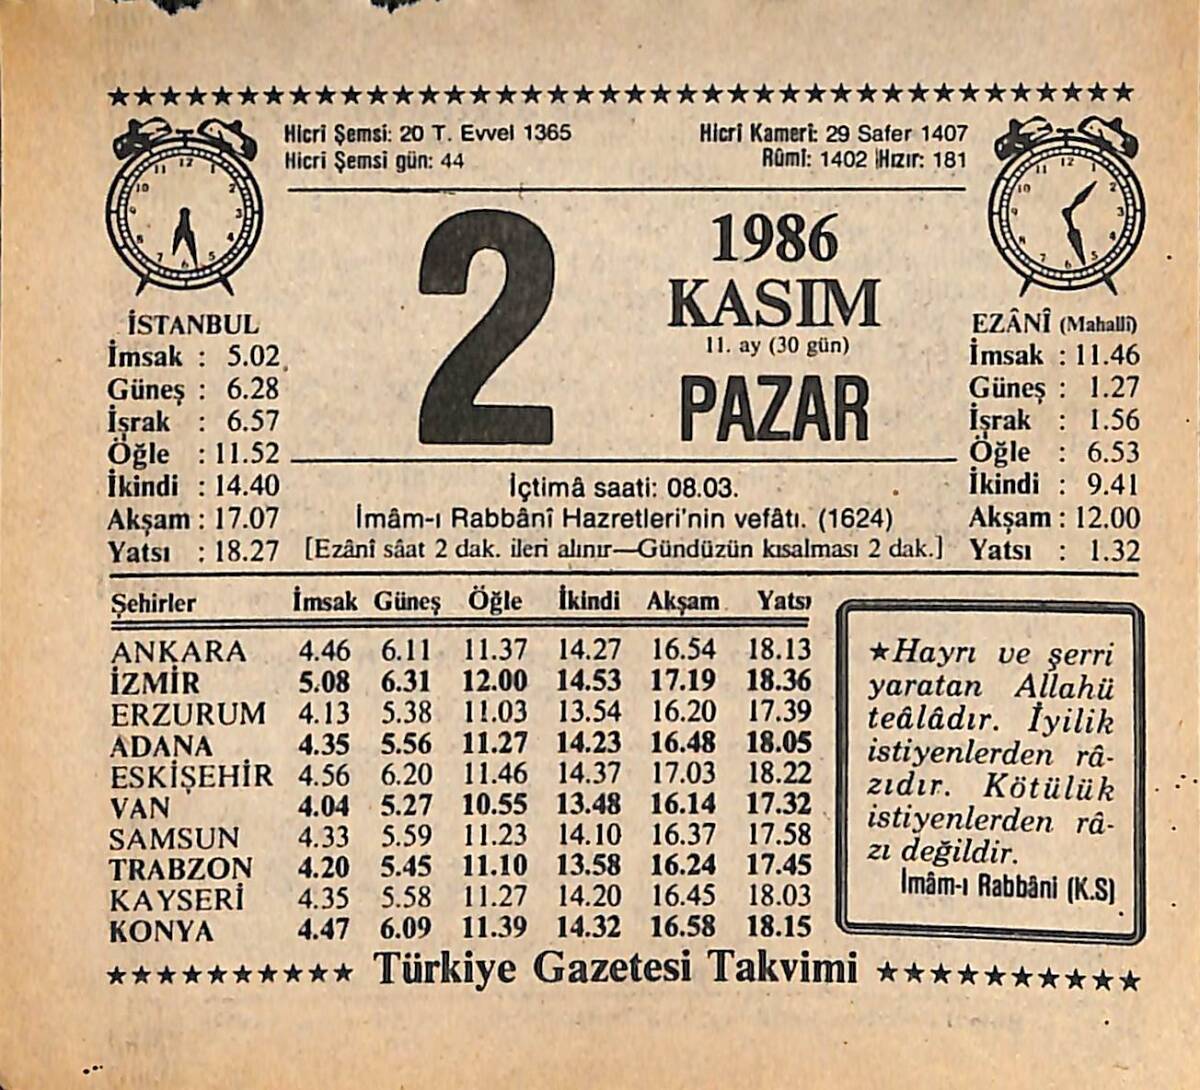 Hicrî Şemsî: 20 T. Evvel 1365
Hicrî Şemsi gün: 44
Hicrî Kamerî: 29 Safer 1407
Rûmî: 1402 Hızır: 181
2
1986
KASIM
11. ay (30 gün)
PAZAR
İSTANBUL
İmsak : 5.02
Güneş : 6.28
İşrak : 6.57
Öğle : 11.52
İkindi : 14.40
Akşam : 17.07
Yatsı : 18.27
EZÂNÎ (Mahallî)
İmsak : 11.46
Güneş : 1.27
İşrak : 1.56
Öğle : 6.53
İkindi : 9.41
Akşam : 12.00
Yatsı : 1.32
İçtimâ saati: 08.03.
İmâm-ı Rabbânî Hazretleri'nin vefâtı. (1624)
[Ezânî sâat 2 dak. ileri alınır—Gündüzün kısalması 2 dak.]
Şehirler İmsak Güneş Öğle İkindi Akşam Yatsı
ANKARA 4.46 6.11 11.37 14.27 16.54 18.13
İZMİR 5.08 6.31 12.00 14.53 17.19 18.36
ERZURUM 4.13 5.38 11.03 13.54 16.20 17.39
ADANA 4.35 5.56 11.27 14.23 16.48 18.05
ESKİŞEHİR 4.56 6.20 11.46 14.37 17.03 18.22
VAN 4.04 5.27 10.55 13.48 16.14 17.32
SAMSUN 4.33 5.59 11.23 14.10 16.37 17.58
TRABZON 4.20 5.45 11.10 13.58 16.24 17.45
KAYSERİ 4.35 5.58 11.27 14.20 16.45 18.03
KONYA 4.47 6.09 11.39 14.32 16.58 18.15
★Hayrı ve şerri
yaratan Allahü
teâlâdır. İyilik
istiyenlerden râ-
zıdır. Kötülük
istiyenlerden râ-
zı değildir.
İmâm-ı Rabbânî (K.S)
Türkiye Gazetesi Takvimi